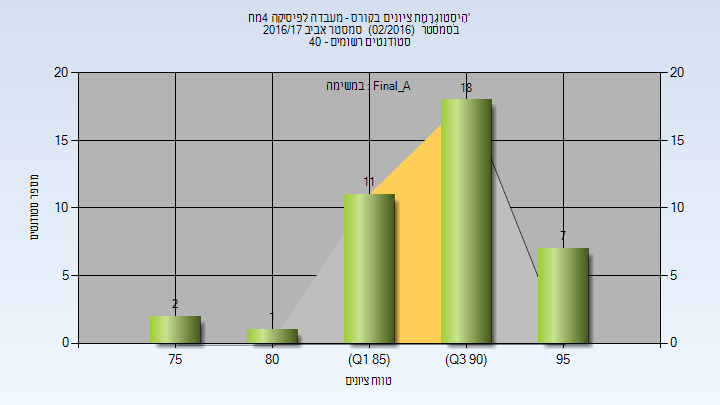 היסטוגרמת ציונים בקורס - מעבדה לפיסיקה 4מח'
בסמסטר (02/2016) סמסטר אביב 2016/17
סטודנטים רשומים - 40
במשימה : Final_A
מספר סטודנטים
20
15
10
5
0
20
15
10
5
0
2
1
11
18
7
75
80
(Q1 85)
(Q3 90)
95
טווח ציונים